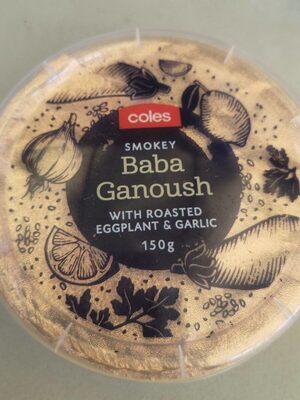 coles
SMOKEY
Baba
Ganoush
WITH ROASTED
EGGPLANT & GARLIC
150g